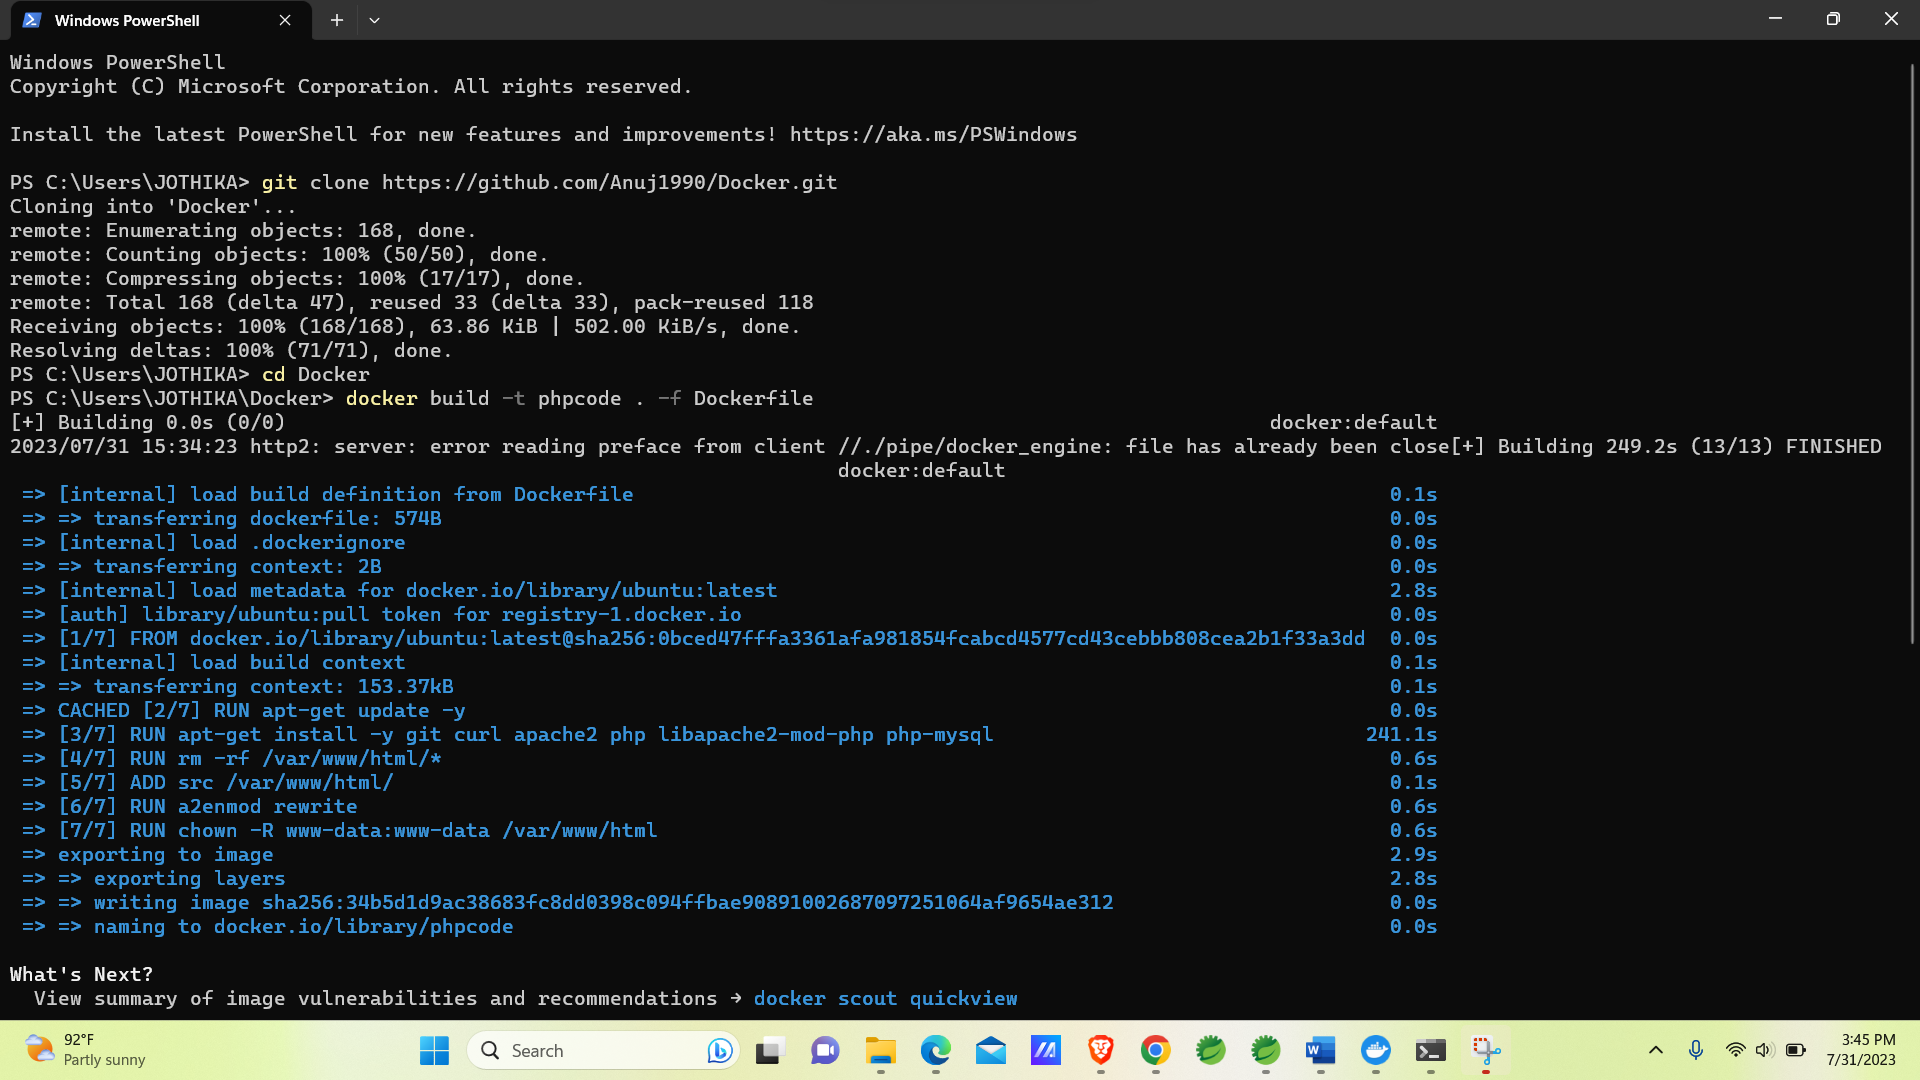 Windows PowerShell
Windows PowerShell
Copyright (C) Microsoft Corporation. All rights reserved.
Install the latest PowerShell for new features and improvements! https://aka.ms/PSWindows
PS C:\Users\JOTHIKA> git clone https://github.com/Anuj1990/Docker.git
Cloning into 'Docker'...
remote: Enumerating objects: 168, done.
remote: Counting objects: 100% (50/50), done.
remote: Compressing objects: 100% (17/17), done.
remote: Total 168 (delta 47), reused 33 (delta 33), pack-reused 118
Receiving objects: 100% (168/168), 63.86 KiB | 502.00 KiB/s, done.
Resolving deltas: 100% (71/71), done.
PS C:\Users\JOTHIKA> cd Docker
PS C:\Users\JOTHIKA\Docker> docker build -t phpcode . -f Dockerfile
[+] Building 0.0s (0/0) docker:default
2023/07/31 15:34:23 http2: server: error reading preface from client //./pipe/docker_engine: file has already been close[+] Building 249.2s (13/13) FINISHED
docker:default
=> [internal] load build definition from Dockerfile 0.1s
=> => transferring dockerfile: 574B 0.0s
=> [internal] load .dockerignore 0.0s
=> => transferring context: 2B 0.0s
=> [internal] load metadata for docker.io/library/ubuntu:latest 2.8s
=> [auth] library/ubuntu:pull token for registry-1.docker.io 0.0s
=> [1/7] FROM docker.io/library/ubuntu:latest@sha256:0bced47fffa3361afa981854fcabcd4577cd43cebbb808cea2b1f33a3dd 0.0s
=> [internal] load build context 0.1s
=> => transferring context: 153.37kB 0.1s
=> CACHED [2/7] RUN apt-get update -y 0.0s
=> [3/7] RUN apt-get install -y git curl apache2 php libapache2-mod-php php-mysql 241.1s
=> [4/7] RUN rm -rf /var/www/html/* 0.6s
=> [5/7] ADD src /var/www/html/ 0.1s
=> [6/7] RUN a2enmod rewrite 0.6s
=> [7/7] RUN chown -R www-data:www-data /var/www/html 0.6s
=> exporting to image 2.9s
=> => exporting layers 2.8s
=> => writing image sha256:34b5d1d9ac38683fc8dd0398c094ffbae90891002687097251064af9654ae312 0.0s
=> => naming to docker.io/library/phpcode 0.0s
What's Next?
View summary of image vulnerabilities and recommendations → docker scout quickview
92°F
Partly sunny
Search
3:45 PM
7/31/2023